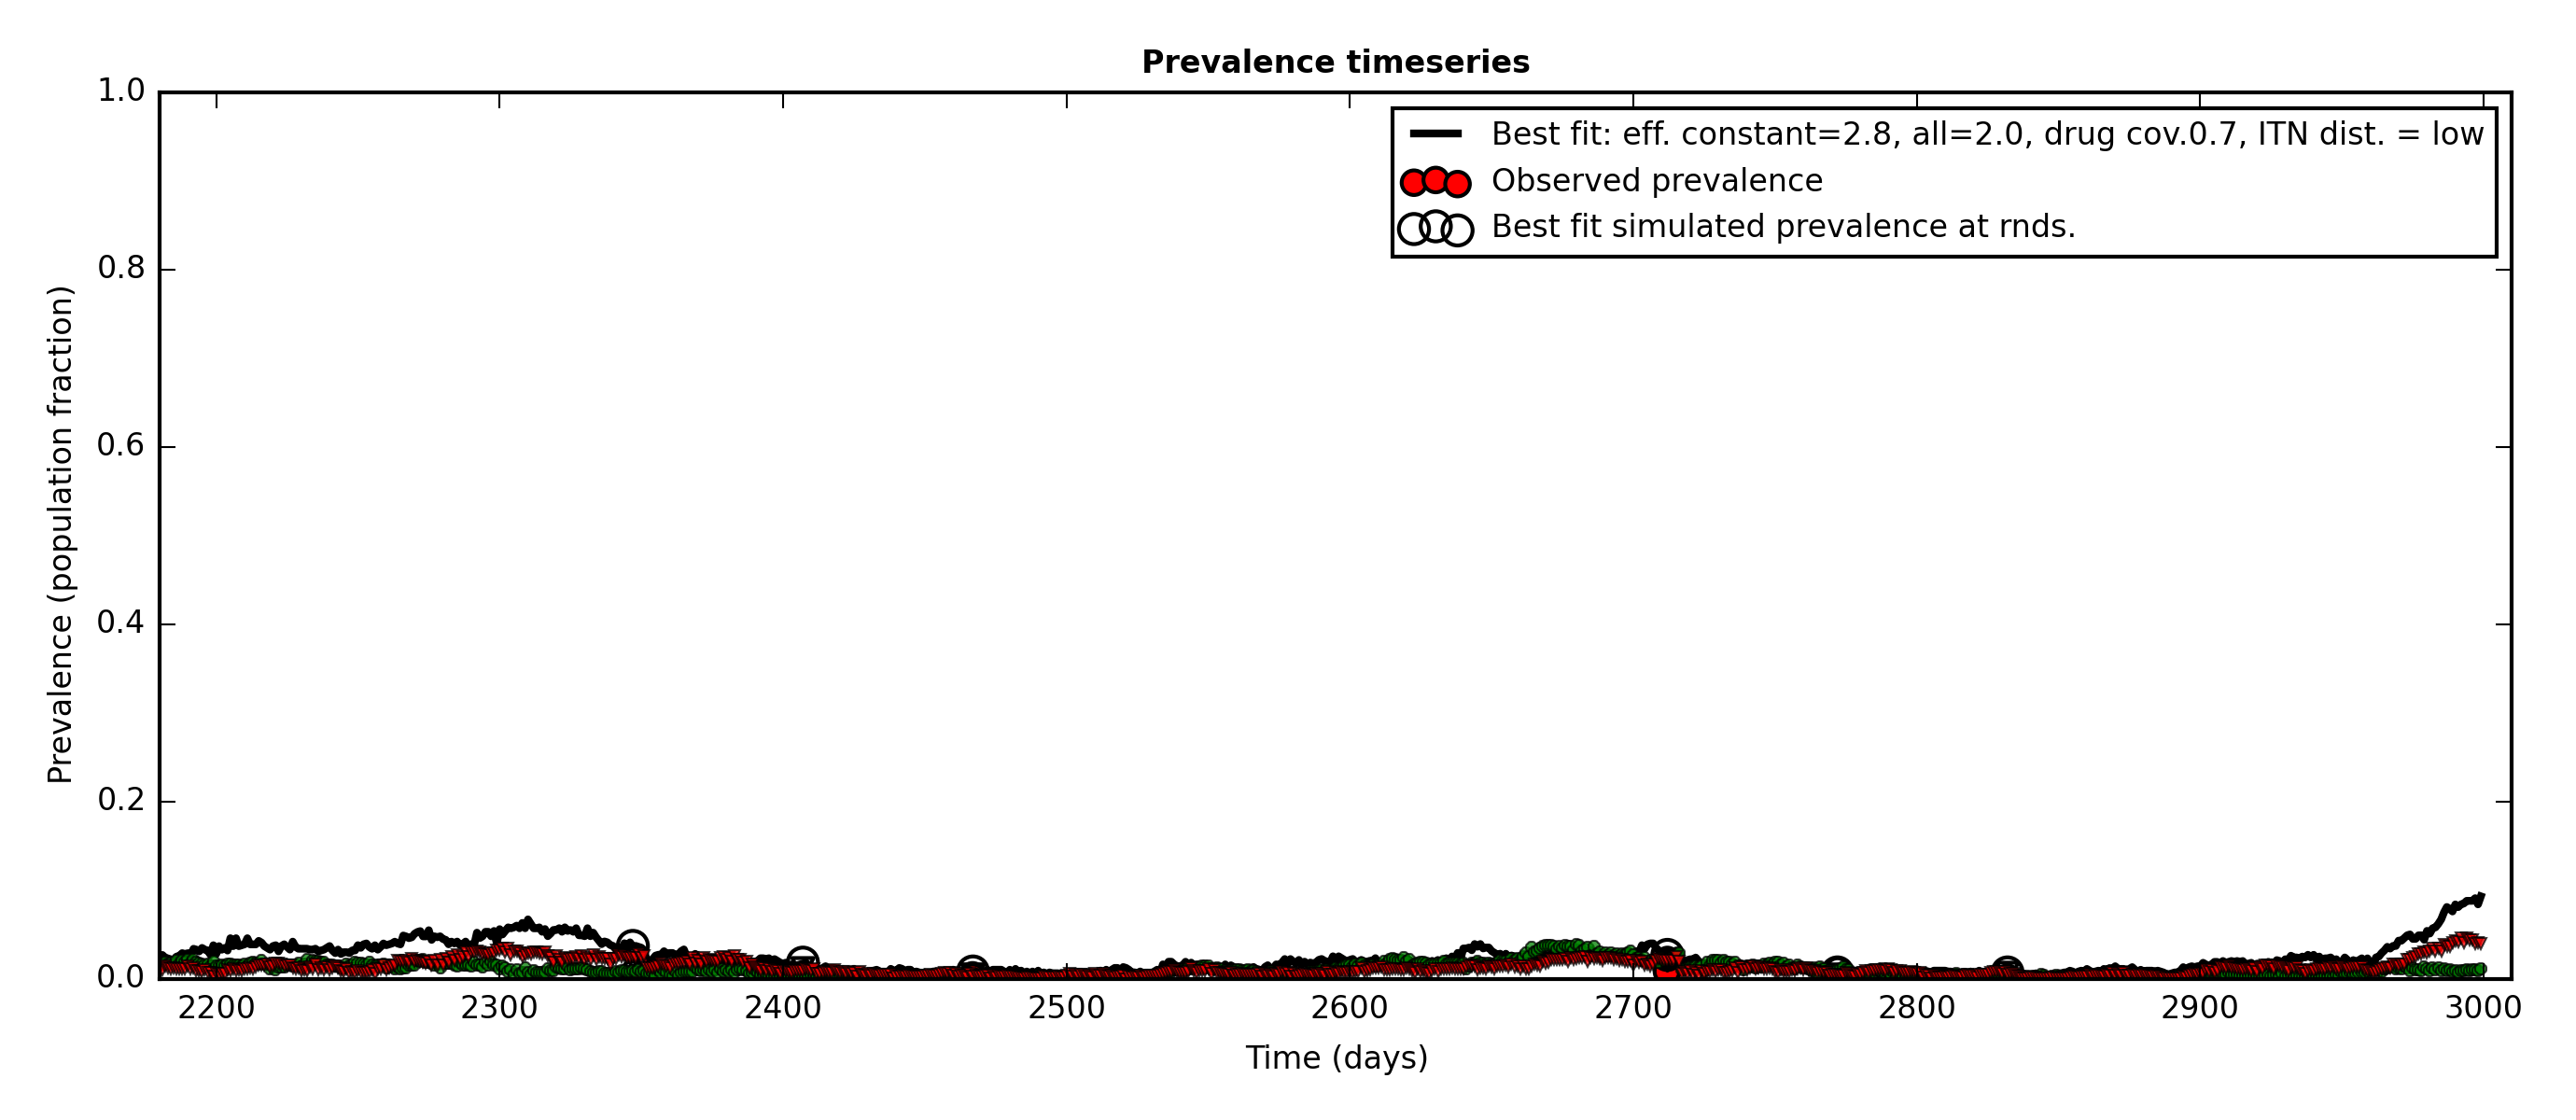 Prevalence timeseries
1.0
0.8
0.6
0.4
0.2
0.0
Prevalence (population fraction)
Best fit: eff. constant=2.8, all=2.0, drug cov.0.7, ITN dist. = low
Observed prevalence
Best fit simulated prevalence at rnds.
2200 2300 2400 2500 2600 2700 2800 2900 3000
Time (days)